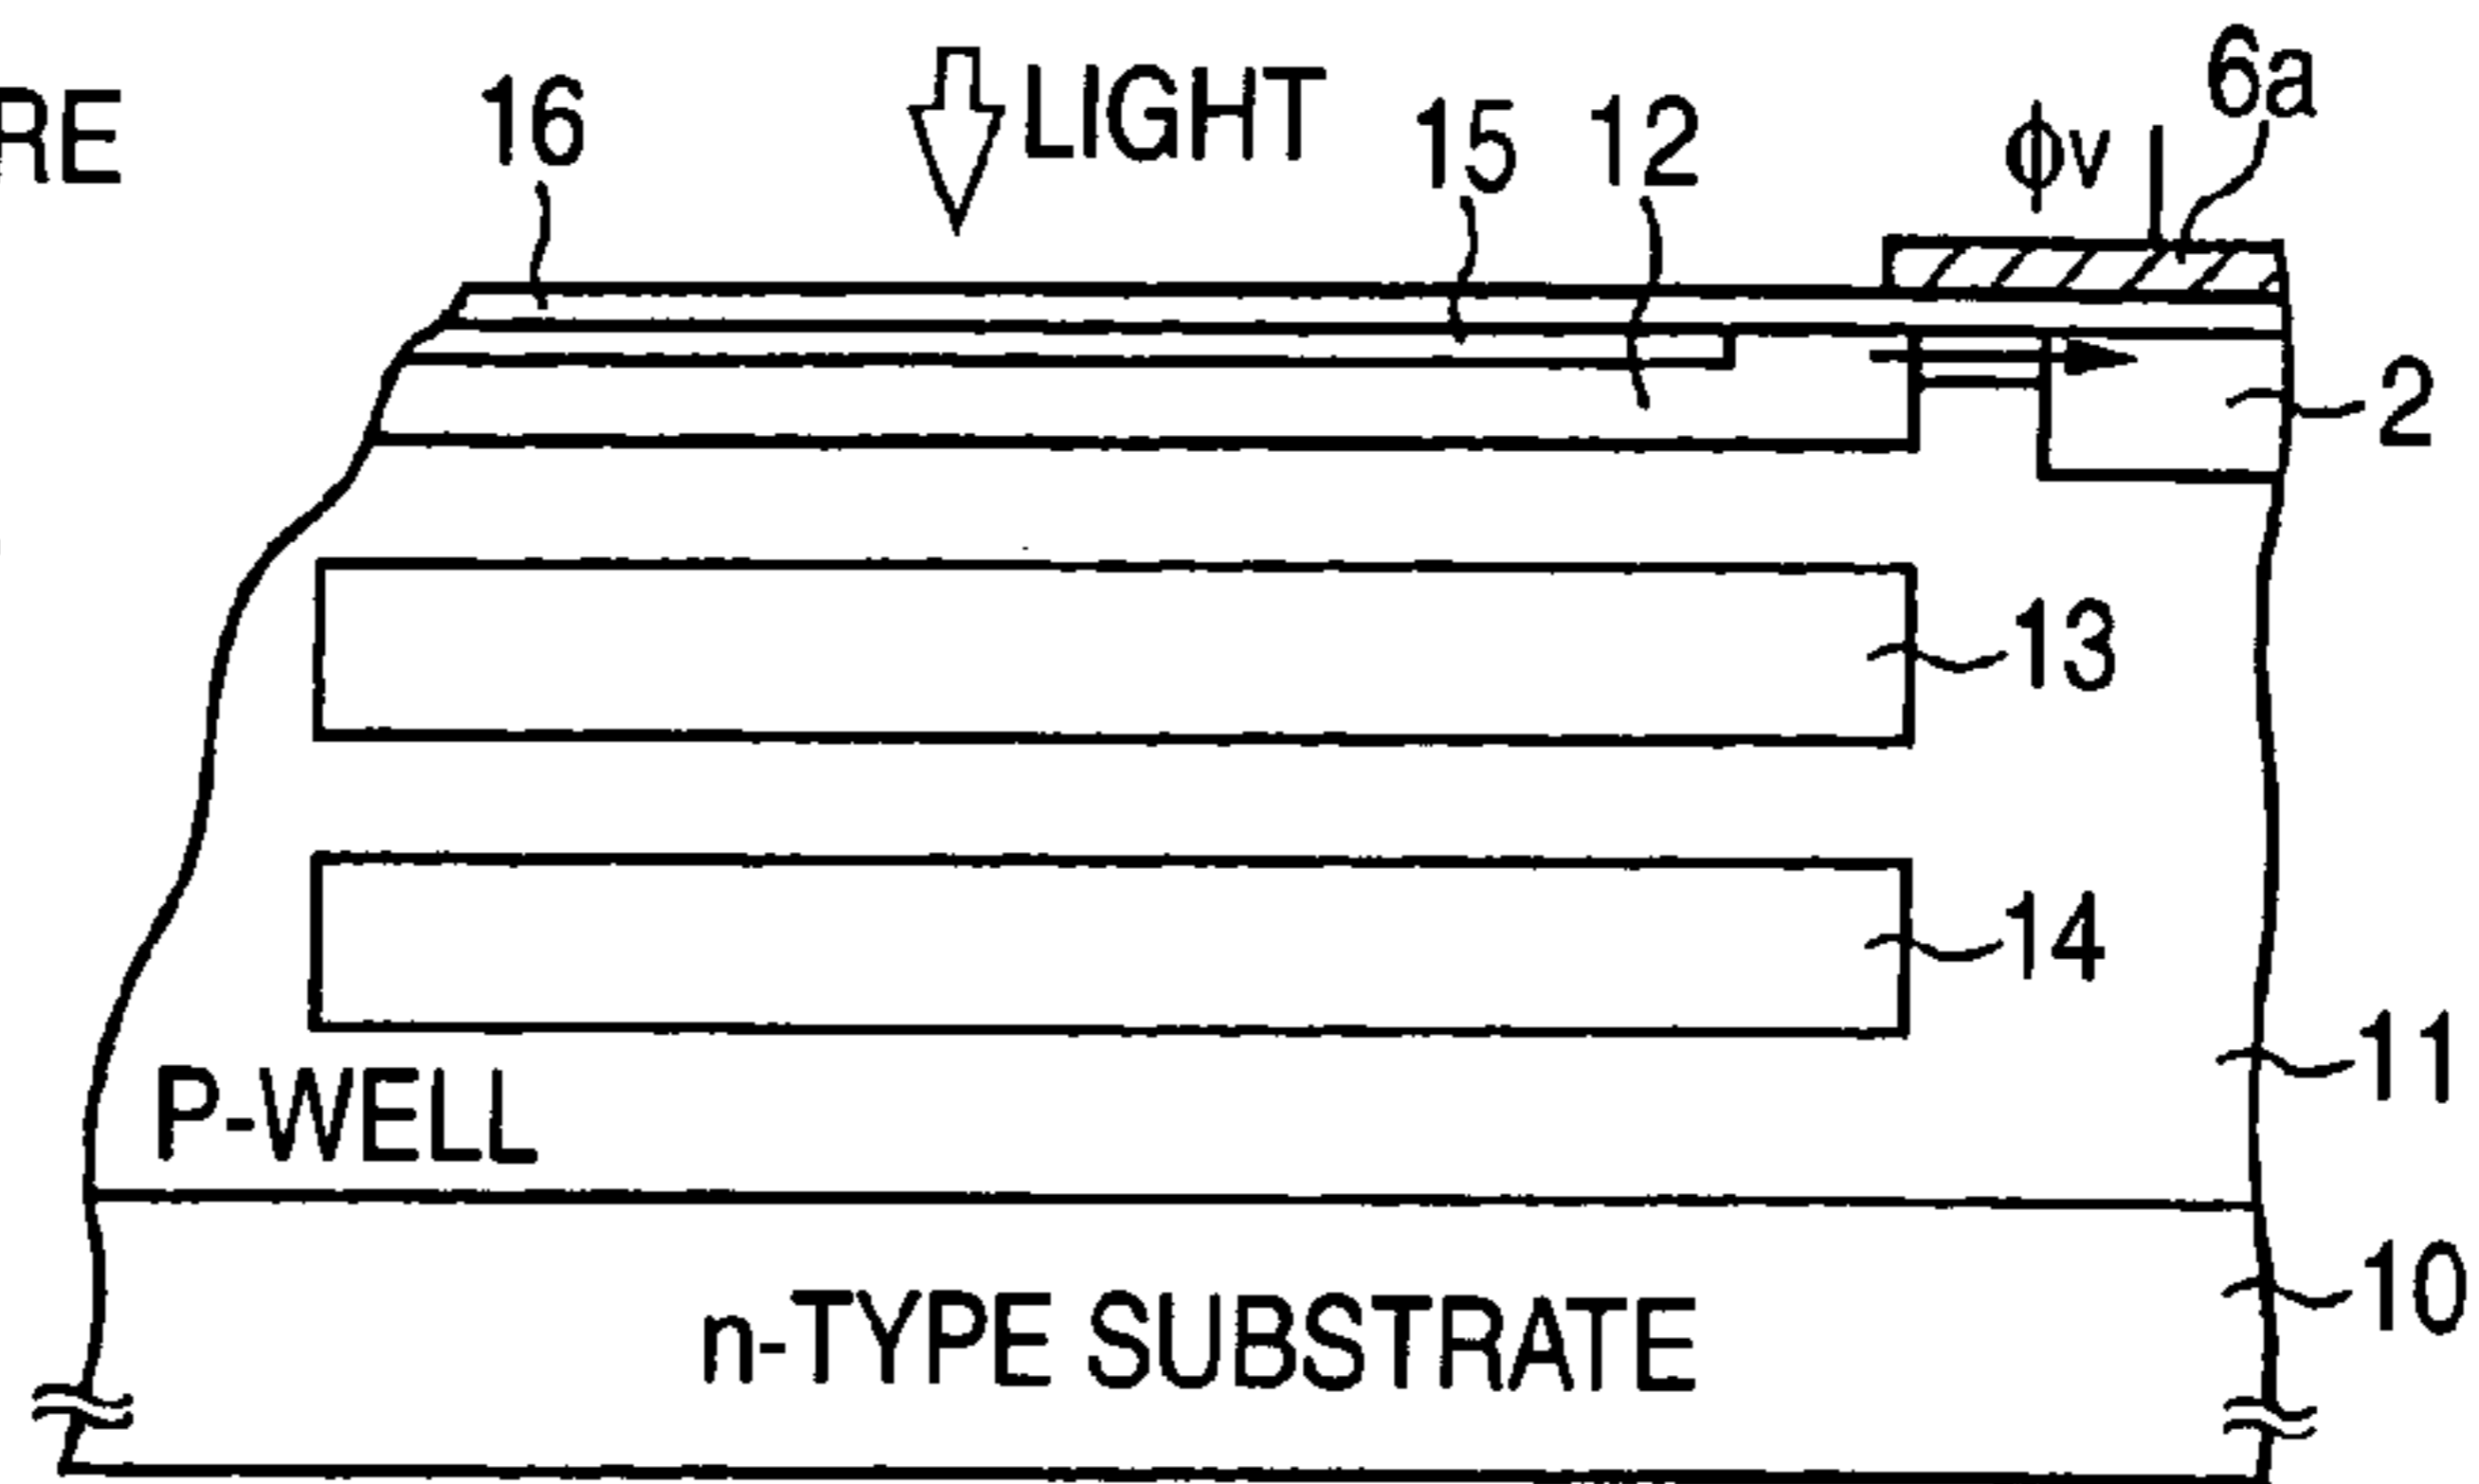 6a
RE
16
LIGHT
15
12
ϕv
2
13
14
11
P-WELL
10
n-TYPE SUBSTRATE